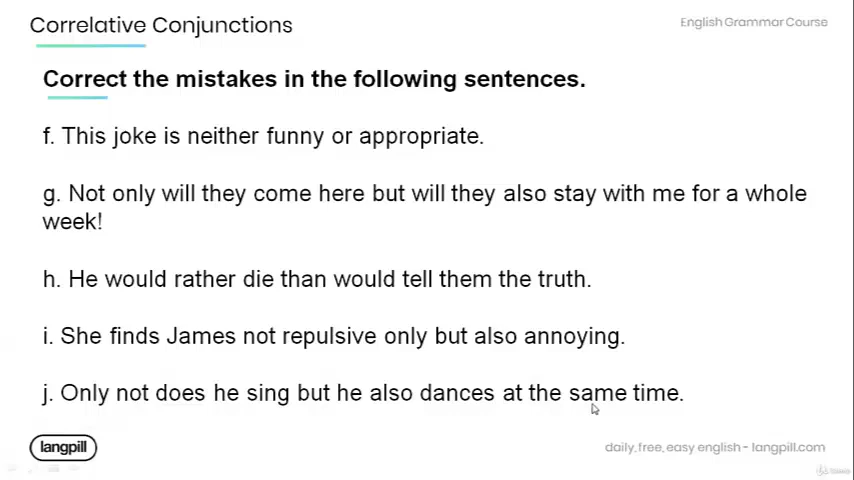 Correlative Conjunctions
English Grammar Course
Correct the mistakes in the following sentences.
f. This joke is neither funny or appropriate.
g. Not only will they come here but will they also stay with me for a whole
week!
h. He would rather die than would tell them the truth.
i. She finds James not repulsive only but also annoying.
j. Only not does he sing but he also dances at the same time.
langpill
daily, free, easy english - langpill.com